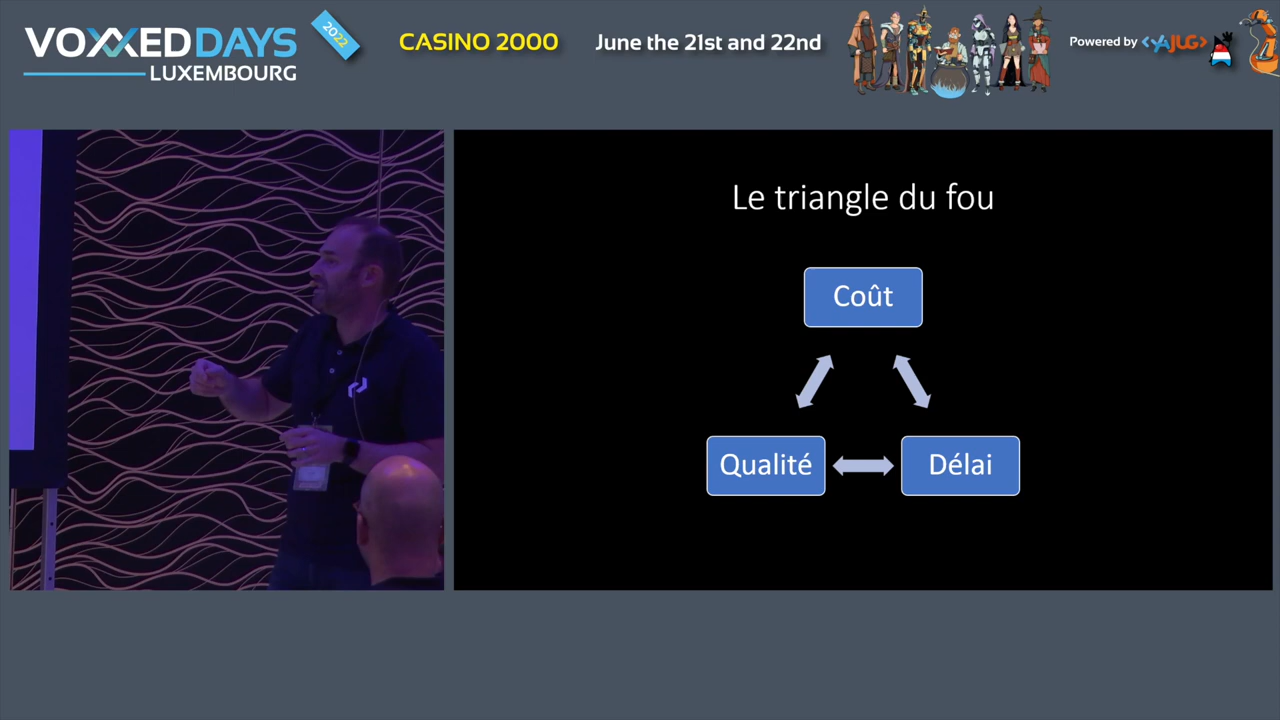 VOXXEDDAYS
LUXEMBOURG
2022
CASINO 2000
June the 21st and 22nd
Powered by <YAJUG>
Le triangle du fou
Coût
Qualité
Délai